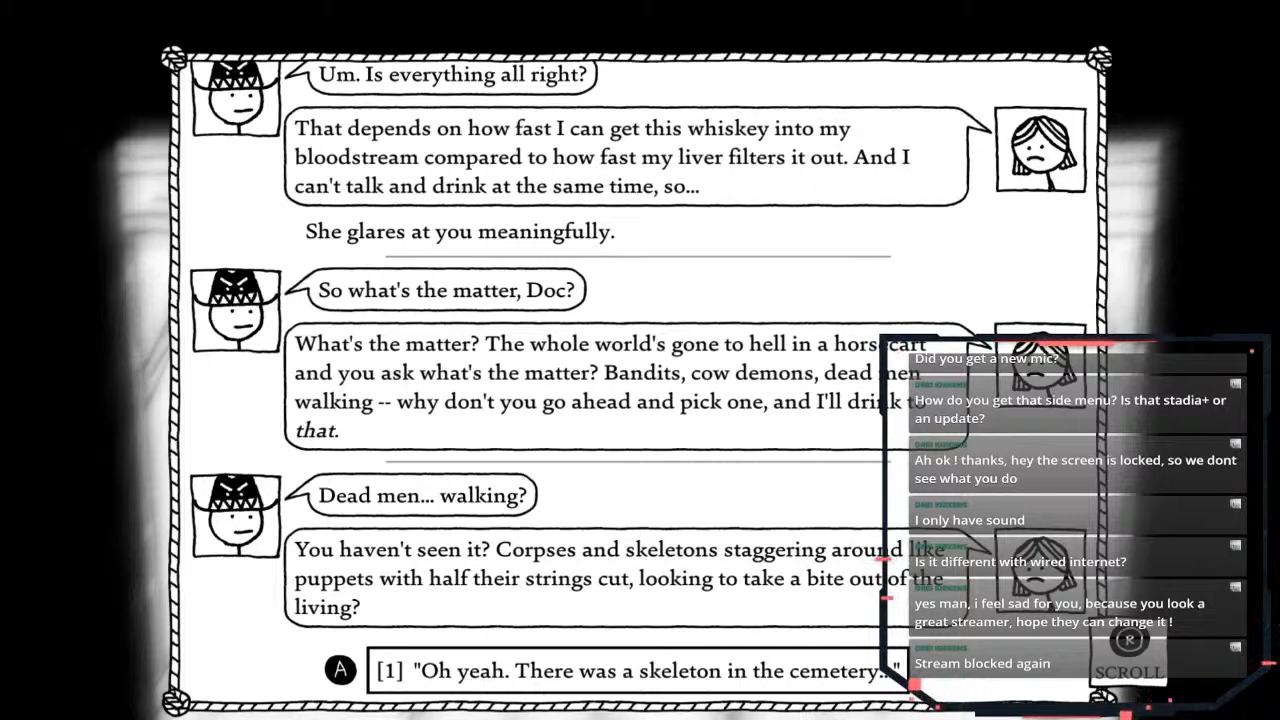 Um. Is everything all right?
That depends on how fast I can get this whiskey into my
bloodstream compared to how fast my liver filters it out. And I
can't talk and drink at the same time, so...
She glares at you meaningfully.
So what's the matter, Doc?
What's the matter? The whole world's gone to hell in a horsecart
and you ask what's the matter? Bandits, cow demons, dead men
walking -- why don't you go ahead and pick one, and I'll drink to
that.
Dead men... walking?
You haven't seen it? Corpses and skeletons staggering around like
puppets with half their strings cut, looking to take a bite out of the
living?
A [1] "Oh yeah. There was a skeleton in the cemetery..."
Did you get a new mic?
How do you get that side menu? Is that stadia+ or
an update?
Ah ok ! thanks, hey the screen is locked, so we dont
see what you do
I only have sound
Is it different with wired internet?
yes man, i feel sad for you, because you look a
great streamer, hope they can change it !
Stream blocked again
R
SCROLL